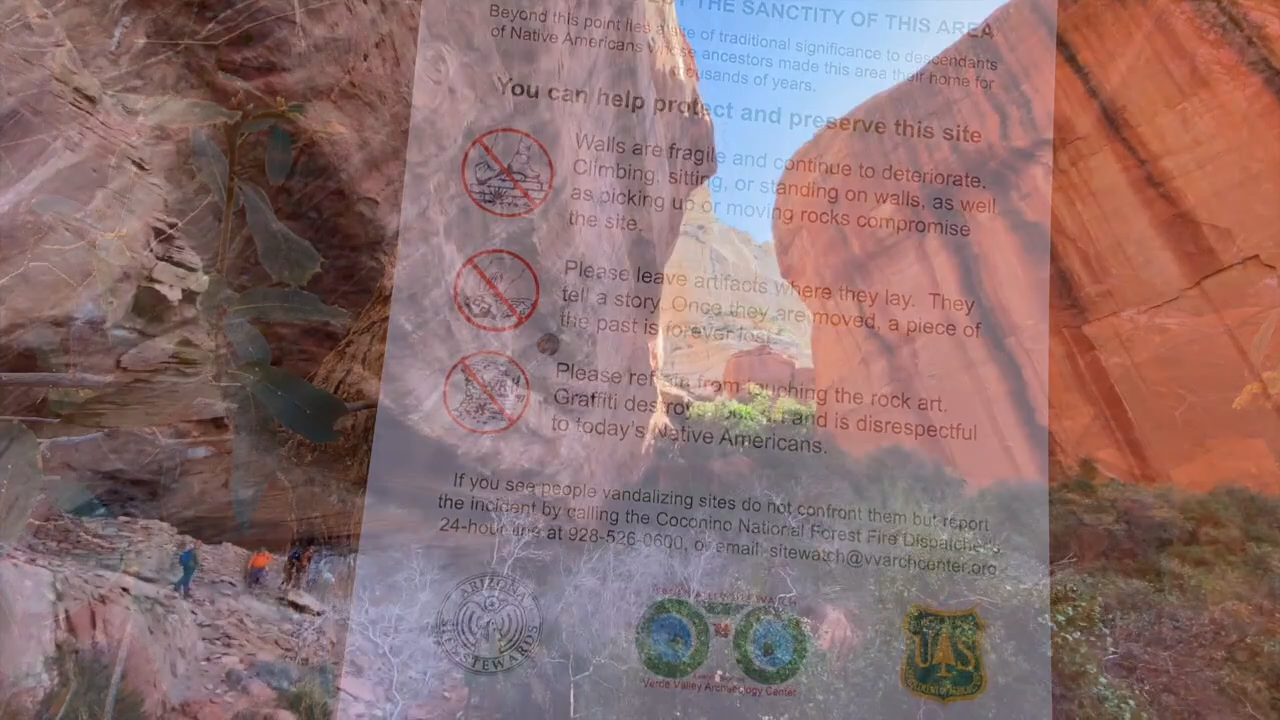 THE SANCTITY OF THIS AREA
Beyond this point lies a site of traditional significance to descendants
of Native Americans whose ancestors made this area their home for
thousands of years.
You can help protect and preserve this site
Walls are fragile and continue to deteriorate.
Climbing, sitting, or standing on walls, as well
as picking up or moving rocks compromise
the site.
Please leave artifacts where they lay. They
tell a story. Once they are moved, a piece of
the past is forever lost.
Please refrain from touching the rock art.
Graffiti destroys and is disrespectful
to today's Native Americans.
If you see people vandalizing sites do not confront them but report
the incident by calling the Coconino National Forest Fire Dispatchers
24-hour line at 928-526-0600, or email: sitewatch@vvarchcenter.org
ARIZONA
SITE STEWARDS
Verde Valley Archaeology Center
UAS